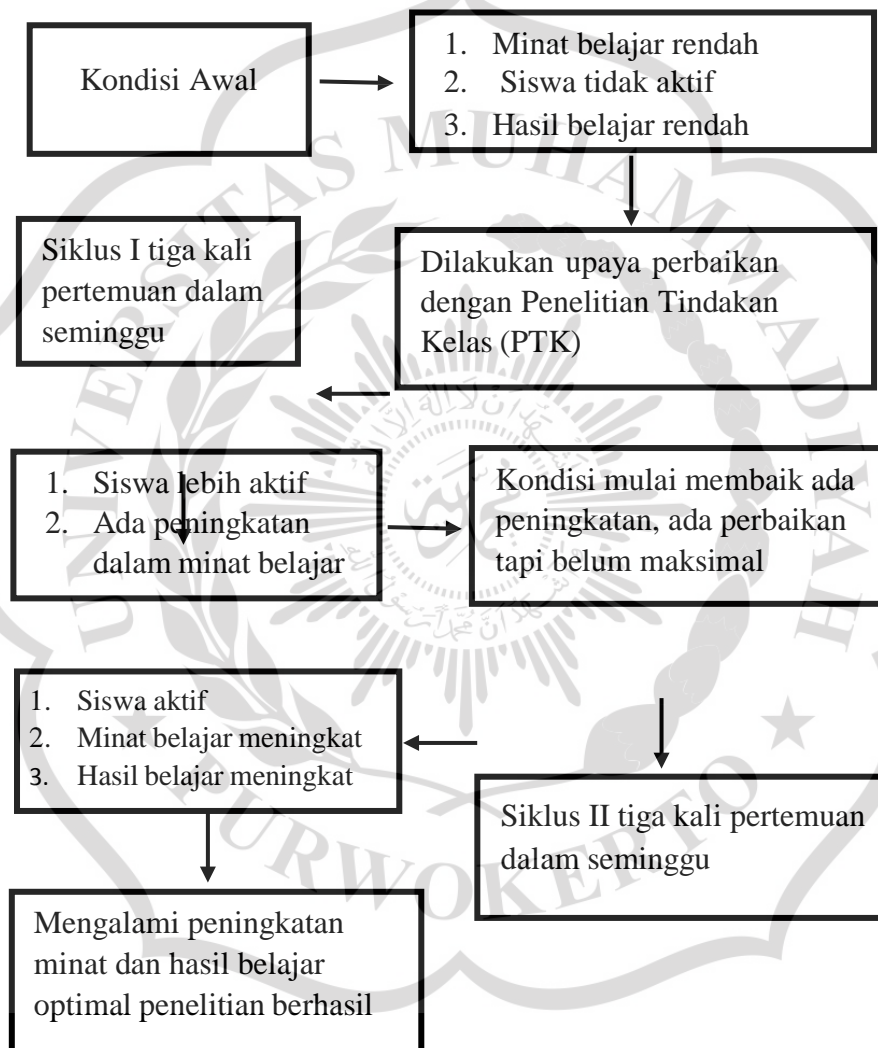 Kondisi Awal
1. Minat belajar rendah
2. Siswa tidak aktif
3. Hasil belajar rendah
Dilakukan upaya perbaikan
dengan Penelitian Tindakan
Kelas (PTK)
Siklus I tiga kali
pertemuan dalam
seminggu
1. Siswa lebih aktif
2. Ada peningkatan
dalam minat belajar
Kondisi mulai membaik ada
peningkatan, ada perbaikan
tapi belum maksimal
Siklus II tiga kali pertemuan
dalam seminggu
1. Siswa aktif
2. Minat belajar meningkat
3. Hasil belajar meningkat
Mengalami peningkatan
minat dan hasil belajar
optimal penelitian berhasil
UNIVERSITAS MUHAMMADIYAH
PURWOKERTO